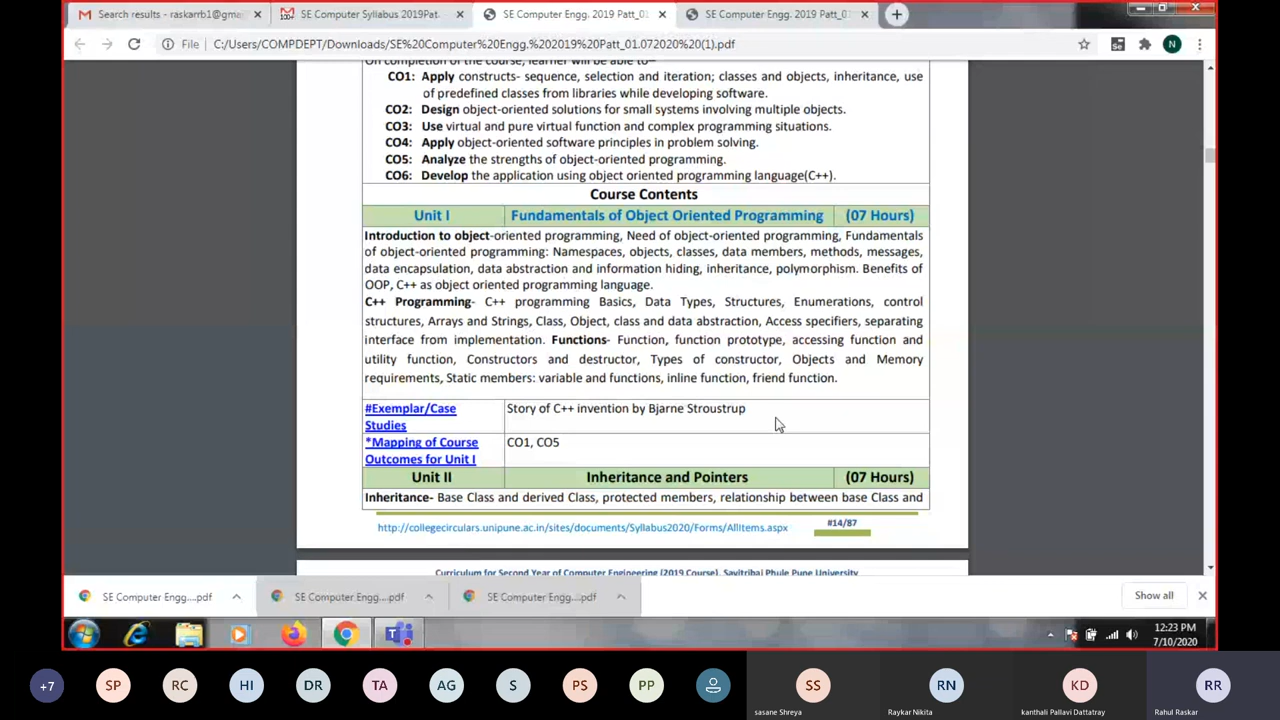 Search results - raskarrb1@gma
SE Computer Syllabus 2019Pat
SE Computer Engg. 2019 Patt_01
SE Computer Engg. 2019 Patt_07
File
C:/Users/COMPDEPT/Downloads/SE%20Computer%20Engg.%202019%20Patt_01.072020%20(1).pdf
N
On completion of the course, learner will be able to–
CO1: Apply constructs- sequence, selection and iteration; classes and objects, inheritance, use
of predefined classes from libraries while developing software.
CO2: Design object-oriented solutions for small systems involving multiple objects.
CO3: Use virtual and pure virtual function and complex programming situations.
CO4: Apply object-oriented software principles in problem solving.
CO5: Analyze the strengths of object-oriented programming.
CO6: Develop the application using object oriented programming language(C++).
Course Contents
Unit I Fundamentals of Object Oriented Programming (07 Hours)
Introduction to object-oriented programming, Need of object-oriented programming, Fundamentals
of object-oriented programming: Namespaces, objects, classes, data members, methods, messages,
data encapsulation, data abstraction and information hiding, inheritance, polymorphism. Benefits of
OOP, C++ as object oriented programming language.
C++ Programming- C++ programming Basics, Data Types, Structures, Enumerations, control
structures, Arrays and Strings, Class, Object, class and data abstraction, Access specifiers, separating
interface from implementation. Functions- Function, function prototype, accessing function and
utility function, Constructors and destructor, Types of constructor, Objects and Memory
requirements, Static members: variable and functions, inline function, friend function.
#Exemplar/Case
Studies
Story of C++ invention by Bjarne Stroustrup
*Mapping of Course
Outcomes for Unit I
CO1, CO5
Unit II Inheritance and Pointers (07 Hours)
Inheritance- Base Class and derived Class, protected members, relationship between base Class and
http://collegecirculars.unipune.ac.in/sites/documents/Syllabus2020/Forms/AllItems.aspx
#14/87
Curriculum for Second Year of Computer Engineering (2019 Course), Savitribai Phule Pune University
SE Computer Engg....pdf
SE Computer Engg....pdf
SE Computer Engg....pdf
Show all
12:23 PM
7/10/2020
+7
SP
RC
HI
DR
TA
AG
S
PS
PP
SS
RN
KD
RR
sasane Shreya
Raykar Nikita
kanthali Pallavi Dattatray
Rahul Raskar